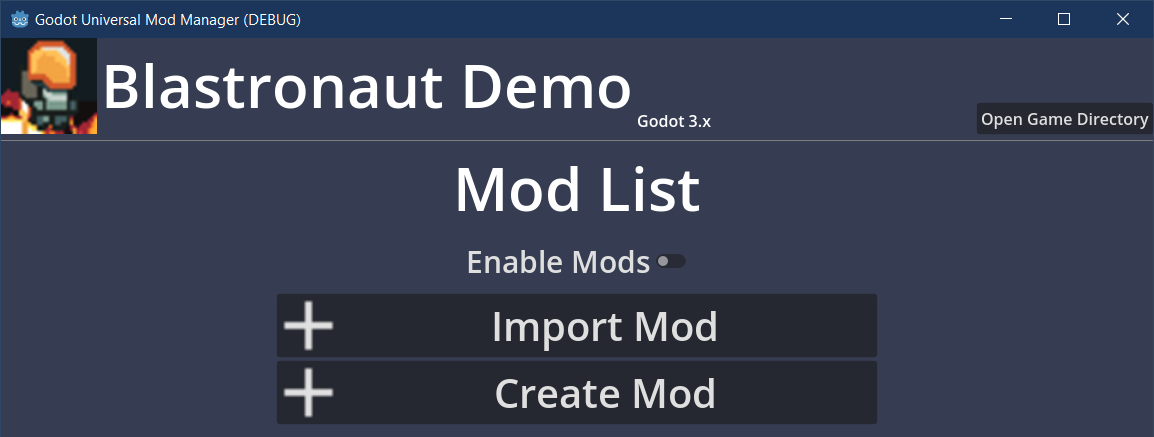 Godot Universal Mod Manager (DEBUG)
Blastronaut Demo
Godot 3.x
Open Game Directory
Mod List
Enable Mods
Import Mod
Create Mod